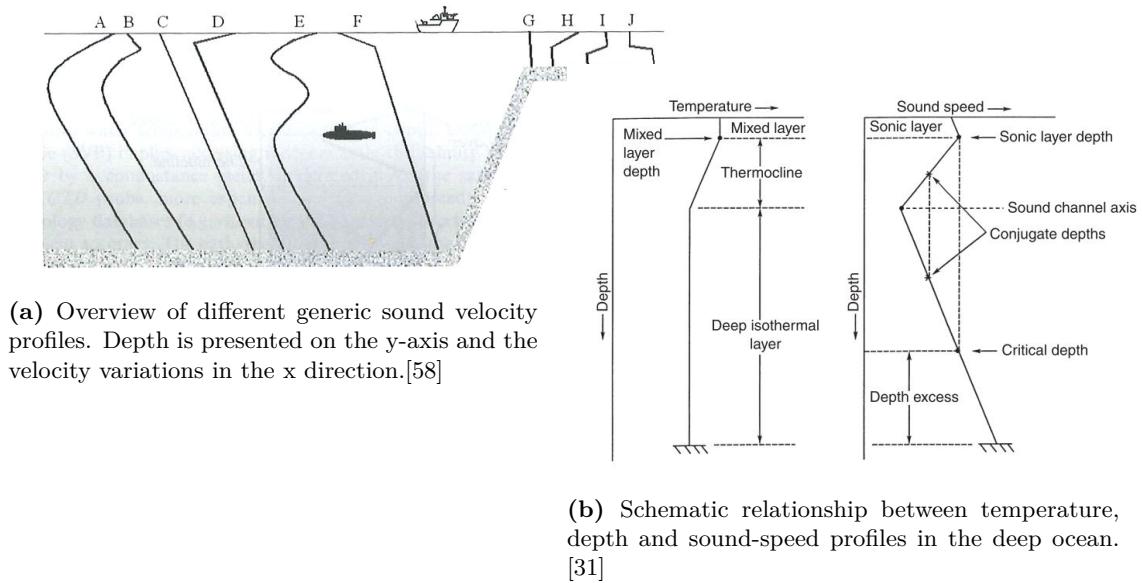 A B C D E F G H I J
(a) Overview of different generic sound velocity
profiles. Depth is presented on the y-axis and the
velocity variations in the x direction.[58]
Temperature
Mixed layer
Mixed
layer
depth
Thermocline
Depth
Deep isothermal
layer
Sound speed
Sonic layer
Sonic layer depth
Sound channel axis
Conjugate depths
Depth
Critical depth
Depth excess
(b) Schematic relationship between temperature,
depth and sound-speed profiles in the deep ocean.
[31]